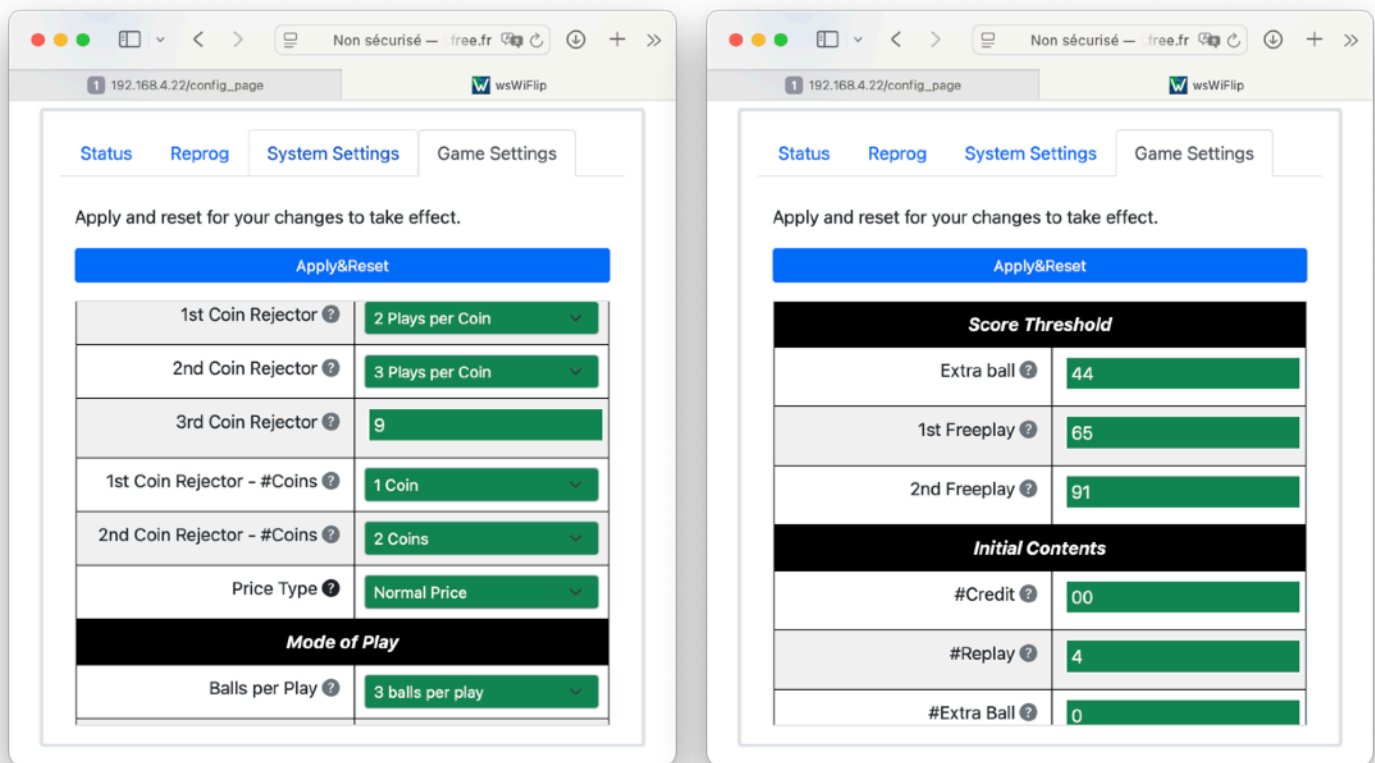 Non sécurisé — free.fr
1 192.168.4.22/config_page
wsWiFlip
Status Reprog System Settings Game Settings
Apply and reset for your changes to take effect.
Apply&Reset
1st Coin Rejector ? 2 Plays per Coin
2nd Coin Rejector ? 3 Plays per Coin
3rd Coin Rejector ? 9
1st Coin Rejector - #Coins ? 1 Coin
2nd Coin Rejector - #Coins ? 2 Coins
Price Type ? Normal Price
Mode of Play
Balls per Play ? 3 balls per play
Non sécurisé — free.fr
1 192.168.4.22/config_page
wsWiFlip
Status Reprog System Settings Game Settings
Apply and reset for your changes to take effect.
Apply&Reset
Score Threshold
Extra ball ? 44
1st Freeplay ? 65
2nd Freeplay ? 91
Initial Contents
#Credit ? 00
#Replay ? 4
#Extra Ball ? 0